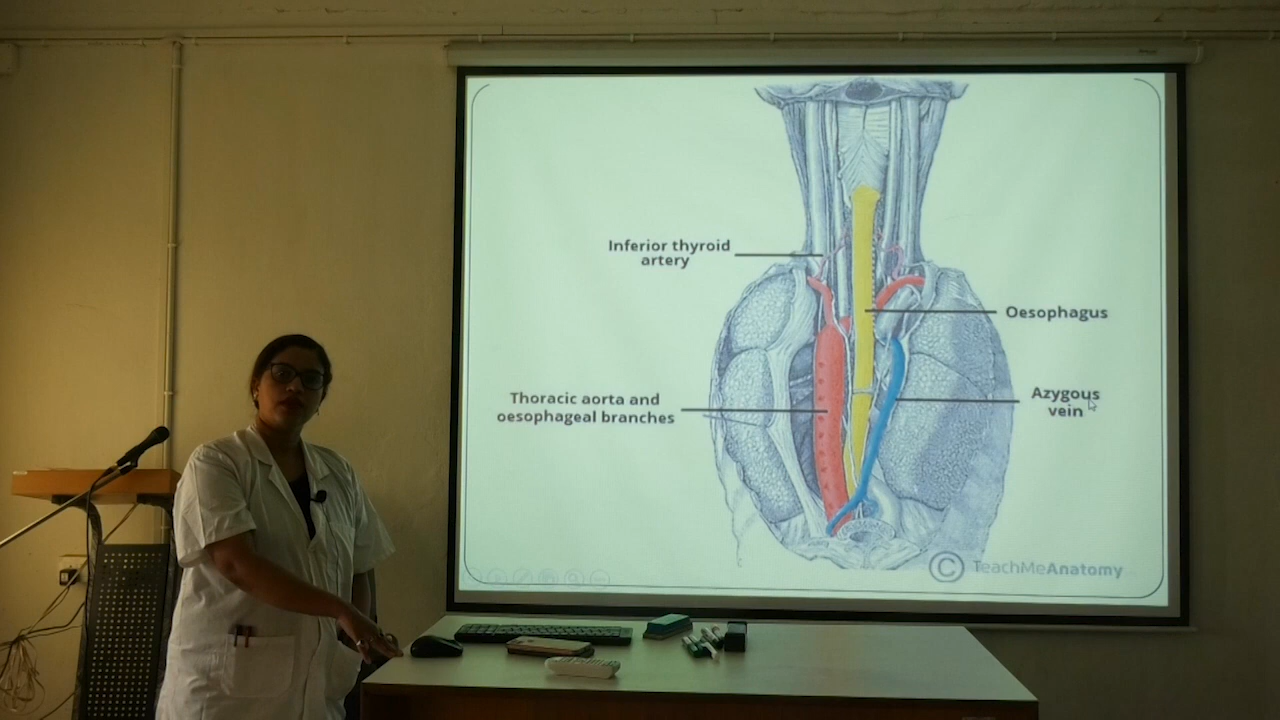 Inferior thyroid
artery
Oesophagus
Thoracic aorta and
oesophageal branches
Azygous
vein
© TeachMeAnatomy